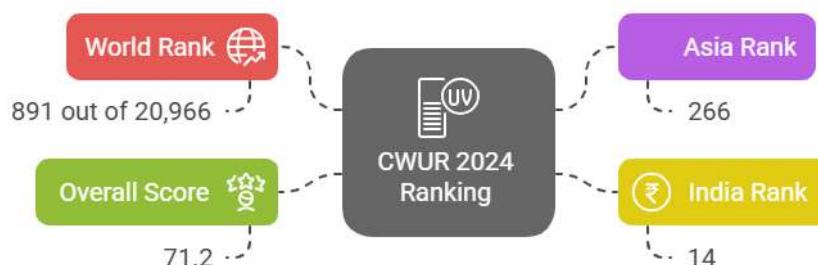 World Rank
891 out of 20,966
Overall Score
71.2
UV
CWUR 2024
Ranking
Asia Rank
266
India Rank
14